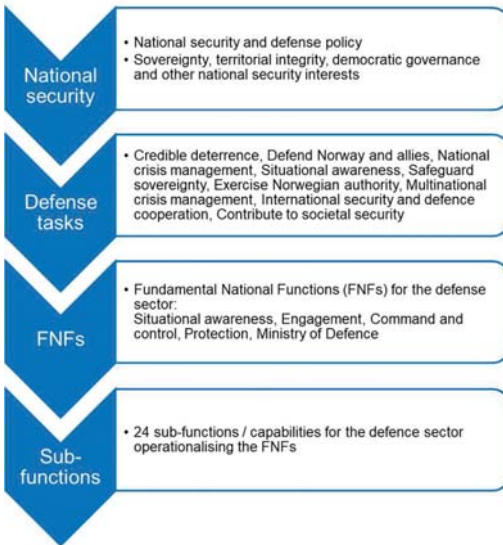 National
security
• National security and defense policy
• Sovereignty, territorial integrity, democratic governance
and other national security interests
Defense
tasks
• Credible deterrence, Defend Norway and allies, National
crisis management, Situational awareness, Safeguard
sovereignty, Exercise Norwegian authority, Multinational
crisis management, International security and defence
cooperation, Contribute to societal security
FNFs
• Fundamental National Functions (FNFs) for the defense
sector:
Situational awareness, Engagement, Command and
control, Protection, Ministry of Defence
Sub-
functions
• 24 sub-functions / capabilities for the defence sector
operationalising the FNFs